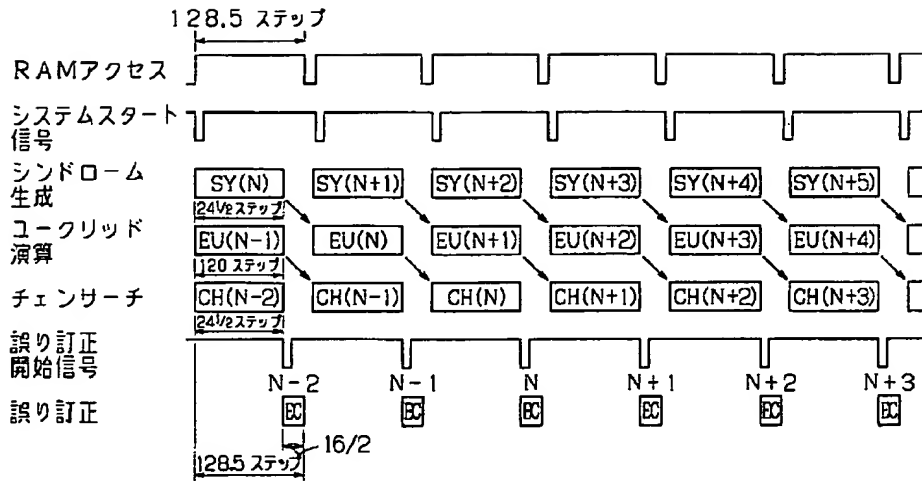 128.5 ステップ
RAMアクセス
システムスタート
信号
シンドローム
生成
SY(N) SY(N+1) SY(N+2) SY(N+3) SY(N+4) SY(N+5)
24 1/2 ステップ
ユークリッド
演算
EU(N-1) EU(N) EU(N+1) EU(N+2) EU(N+3) EU(N+4)
120 ステップ
チェンサーチ
CH(N-2) CH(N-1) CH(N) CH(N+1) CH(N+2) CH(N+3)
24 1/2 ステップ
誤り訂正
開始信号
N-2 N-1 N N+1 N+2 N+3
誤り訂正
EC EC EC EC EC EC
16/2
128.5 ステップ